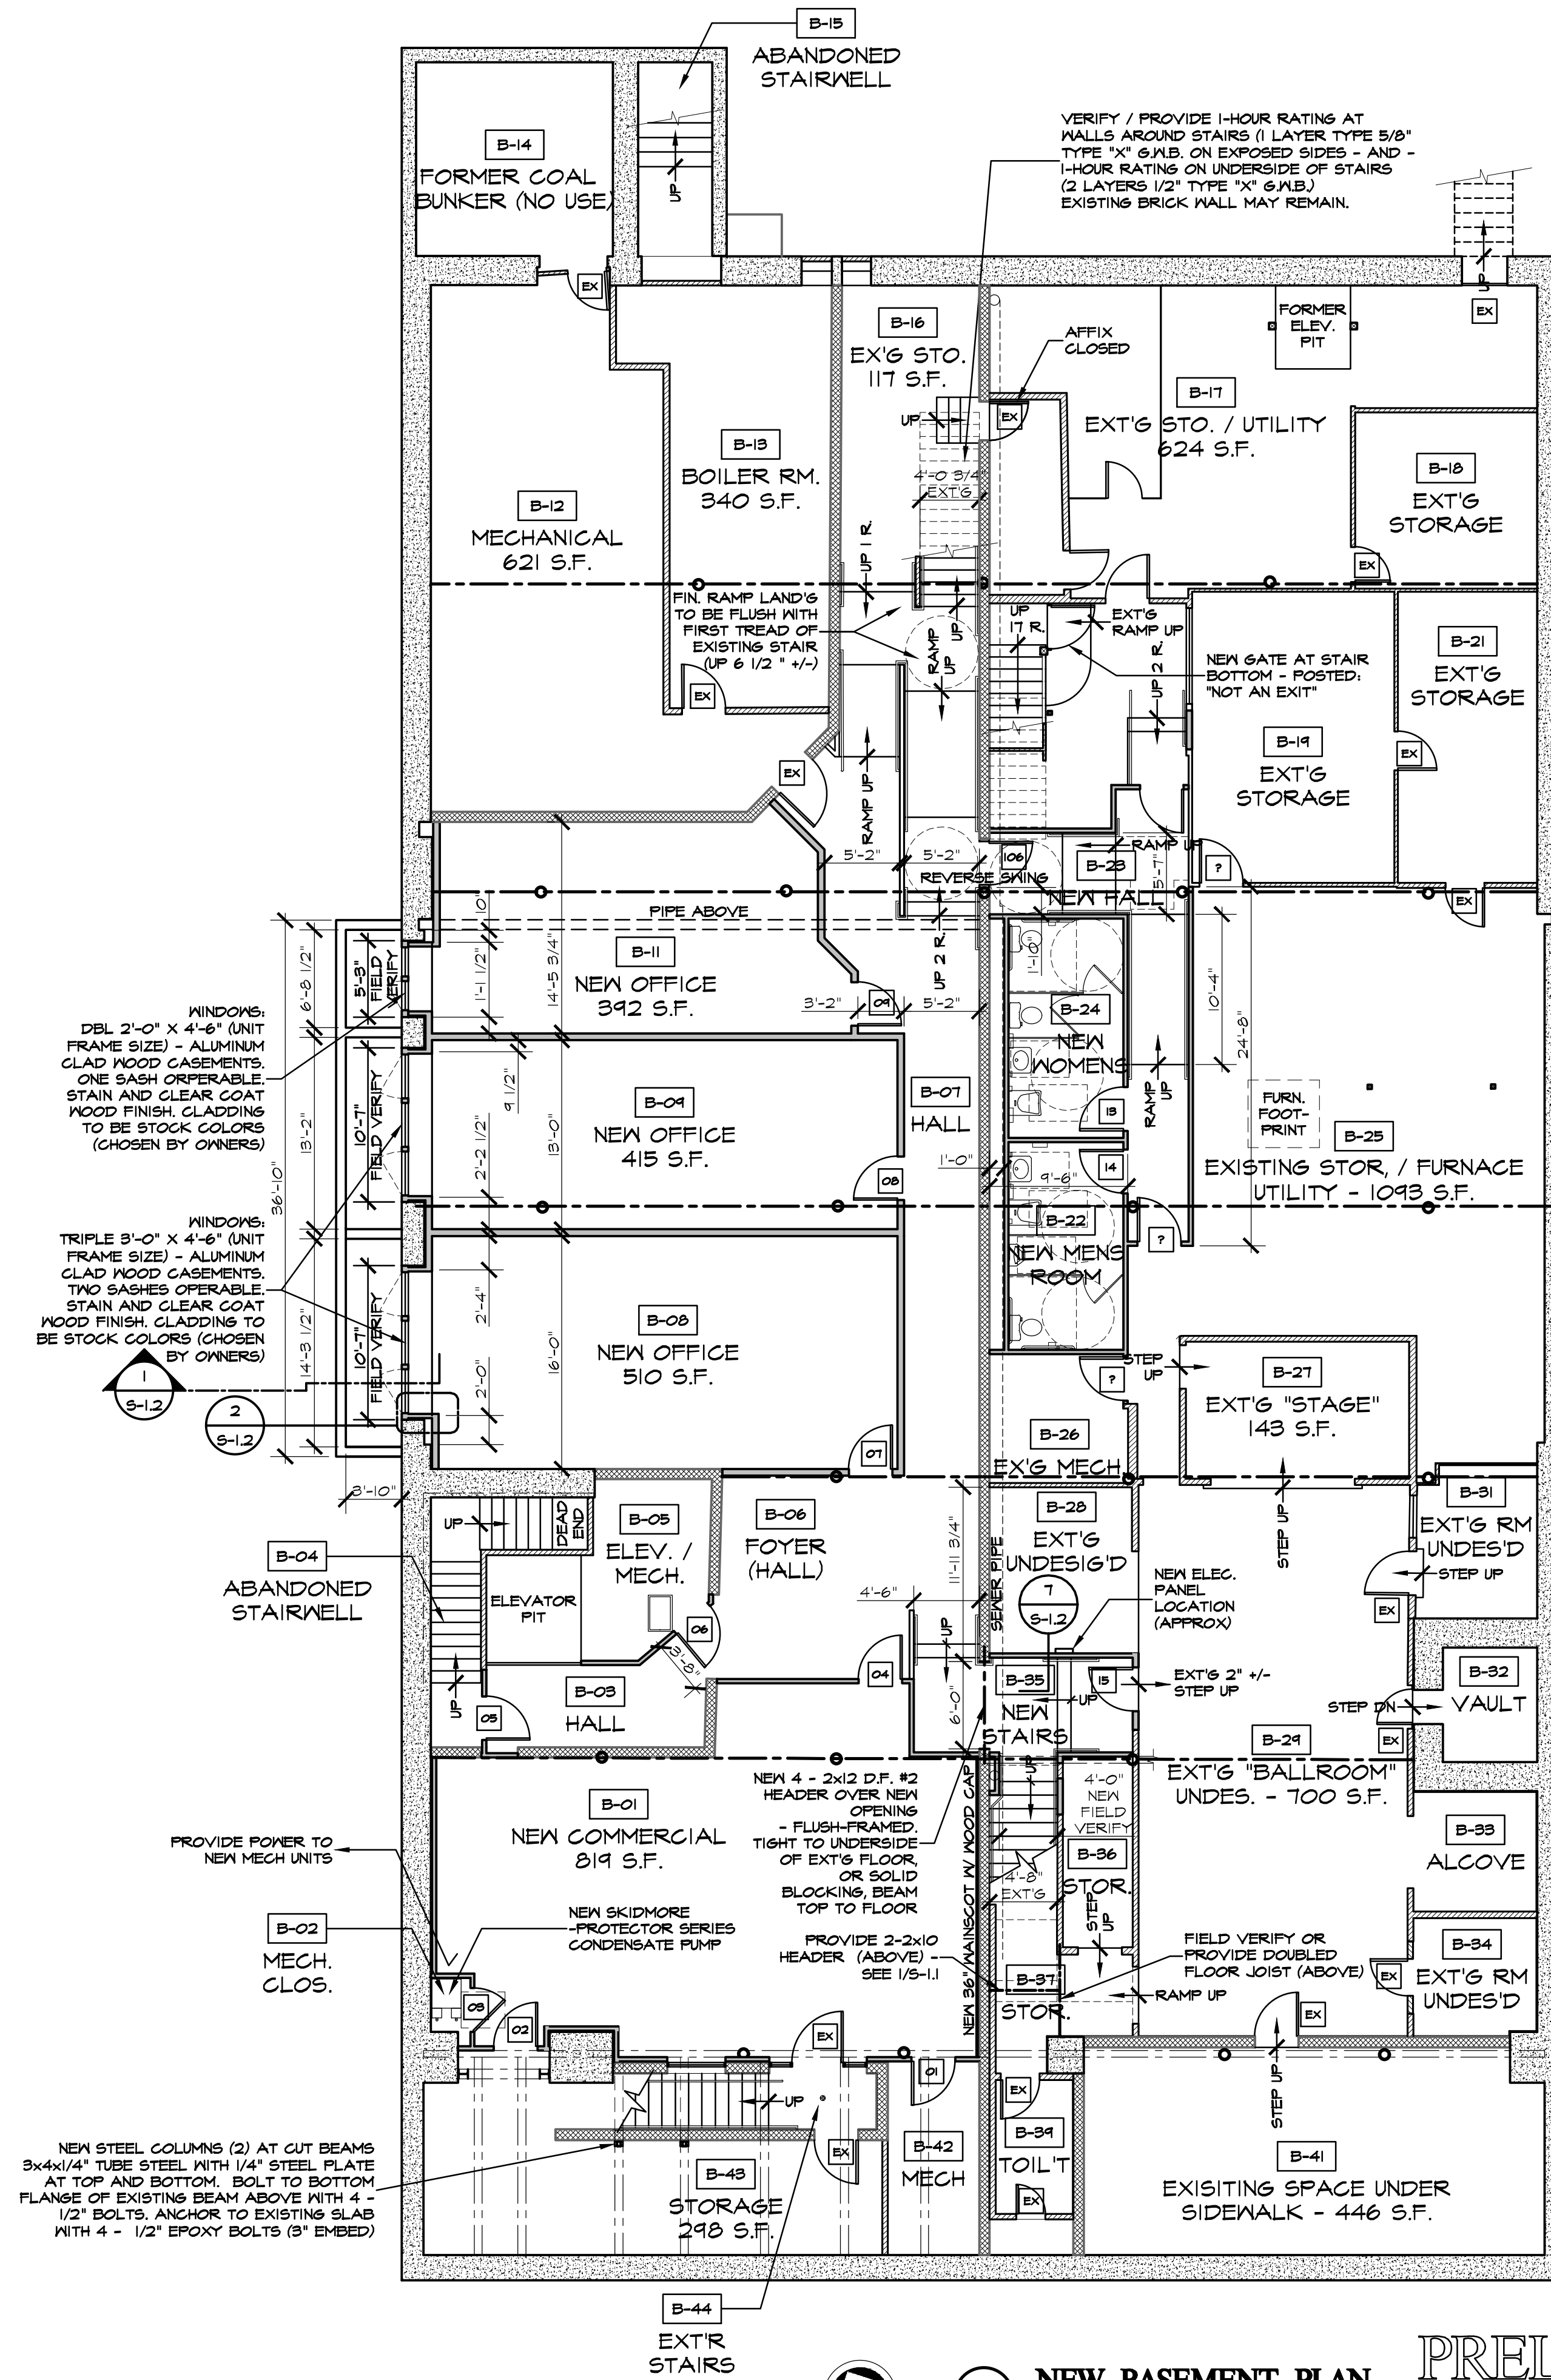 B-15
ABANDONED
STAIRWELL
VERIFY / PROVIDE 1-HOUR RATING AT
WALLS AROUND STAIRS (1 LAYER TYPE 5/8"
TYPE "X" G.W.B. ON EXPOSED SIDES - AND -
1-HOUR RATING ON UNDERSIDE OF STAIRS
(2 LAYERS 1/2" TYPE "X" G.W.B.)
EXISTING BRICK WALL MAY REMAIN.
B-14
FORMER COAL
BUNKER (NO USE)
UP
EX
UP
EX
B-16
EX'G STO.
117 S.F.
AFFIX
CLOSED
FORMER
ELEV.
PIT
B-17
EXT'G STO. / UTILITY
624 S.F.
UP
EX
B-13
BOILER RM.
340 S.F.
4'-0 3/4"
EXT'G
B-18
EXT'G
STORAGE
B-12
MECHANICAL
621 S.F.
UP 1 R.
EX
FIN. RAMP LAND'G
TO BE FLUSH WITH
FIRST TREAD OF
EXISTING STAIR
(UP 6 1/2 " +/-)
RAMP
UP
UP
UP
17 R.
EXT'G
RAMP UP
B-21
EXT'G
STORAGE
NEW GATE AT STAIR
BOTTOM - POSTED:
"NOT AN EXIT"
UP 2 R.
EX
B-19
EXT'G
STORAGE
EX
EX
RAMP UP
5'-2"
5'-2"
106
RAMP UP
B-23
NEW HALL
5'-7"
?
REVERSE SWING
EX
PIPE ABOVE
10"
B-11
NEW OFFICE
392 S.F.
UP 2 R.
1'-10"
36'-10"
6'-8 1/2"
5'-3"
FIELD
VERIFY
1'-1 1/2"
14'-5 3/4"
3'-2"
09
5'-2"
B-24
NEW
WOMENS
10'-4"
24'-8"
WINDOWS:
DBL 2'-0" X 4'-6" (UNIT
FRAME SIZE) - ALUMINUM
CLAD WOOD CASEMENTS.
ONE SASH ORPERABLE.
STAIN AND CLEAR COAT
WOOD FINISH. CLADDING
TO BE STOCK COLORS
(CHOSEN BY OWNERS)
13'-2"
10'-7"
FIELD VERIFY
9 1/2"
2'-2 1/2"
13'-0"
B-09
NEW OFFICE
415 S.F.
08
B-07
HALL
1'-0"
13
14
9'-6"
RAMP
UP
FURN.
FOOT-
PRINT
B-25
EXISTING STOR, / FURNACE
UTILITY - 1093 S.F.
B-22
NEW MENS
ROOM
?
WINDOWS:
TRIPLE 3'-0" X 4'-6" (UNIT
FRAME SIZE) - ALUMINUM
CLAD WOOD CASEMENTS.
TWO SASHES OPERABLE.
STAIN AND CLEAR COAT
WOOD FINISH. CLADDING TO
BE STOCK COLORS (CHOSEN
BY OWNERS)
14'-3 1/2"
10'-7"
FIELD VERIFY
2'-4"
2'-0"
16'-0"
B-08
NEW OFFICE
510 S.F.
07
1
S-1.2
2
S-1.2
3'-10"
STEP
UP
?
B-27
EXT'G "STAGE"
143 S.F.
B-26
EX'G MECH.
STEP UP
B-31
EXT'G RM
UNDES'D
STEP UP
EX
B-04
ABANDONED
STAIRWELL
UP
DEAD
END
B-05
ELEV. /
MECH.
ELEVATOR
PIT
B-06
FOYER
(HALL)
11'-11 3/4"
4'-6"
UP
SEWER PIPE
B-28
EXT'G
UNDESIG'D
7
S-1.2
NEW ELEC.
PANEL
LOCATION
(APPROX)
06
3'-8"
04
UP
05
B-03
HALL
6'-0"
B-35
NEW
STAIRS
UP
15
EXT'G 2" +/-
STEP UP
STEP DN
B-32
VAULT
EX
B-29
EXT'G "BALLROOM"
UNDES. - 700 S.F.
B-01
NEW COMMERCIAL
819 S.F.
NEW 4 - 2x12 D.F. #2
HEADER OVER NEW
OPENING
- FLUSH-FRAMED.
TIGHT TO UNDERSIDE
OF EXT'G FLOOR,
OR SOLID
BLOCKING, BEAM
TOP TO FLOOR
NEW 36" WAINSCOT W/ WOOD CAP
UP
4'-0"
NEW
FIELD
VERIFY
B-36
STOR.
4'-8"
EXT'G
STEP
UP
B-33
ALCOVE
PROVIDE POWER TO
NEW MECH UNITS
B-02
MECH.
CLOS.
NEW SKIDMORE
-PROTECTOR SERIES
CONDENSATE PUMP
PROVIDE 2-2x10
HEADER (ABOVE) -
SEE 1/S-1.1
B-37
STOR.
FIELD VERIFY OR
PROVIDE DOUBLED
FLOOR JOIST (ABOVE)
RAMP UP
EX
B-34
EXT'G RM
UNDES'D
03
02
EX
EX
01
UP
EX
STEP UP
NEW STEEL COLUMNS (2) AT CUT BEAMS
3x4x1/4" TUBE STEEL WITH 1/4" STEEL PLATE
AT TOP AND BOTTOM. BOLT TO BOTTOM
FLANGE OF EXISTING BEAM ABOVE WITH 4 -
1/2" BOLTS. ANCHOR TO EXISTING SLAB
WITH 4 - 1/2" EPOXY BOLTS (3" EMBED)
EX
B-43
STORAGE
298 S.F.
B-42
MECH
B-39
TOIL'T
EX
B-41
EXISITING SPACE UNDER
SIDEWALK - 446 S.F.
B-44
EXT'R
STAIRS
NEW BASEMENT PLAN
PREL